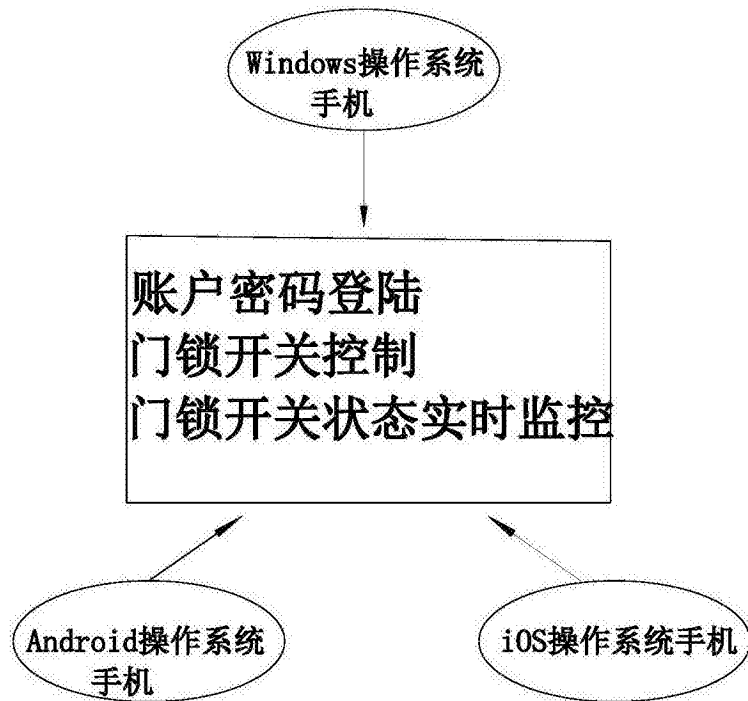 Windows操作系统
手机
账户密码登陆
门锁开关控制
门锁开关状态实时监控
Android操作系统
手机
iOS操作系统手机